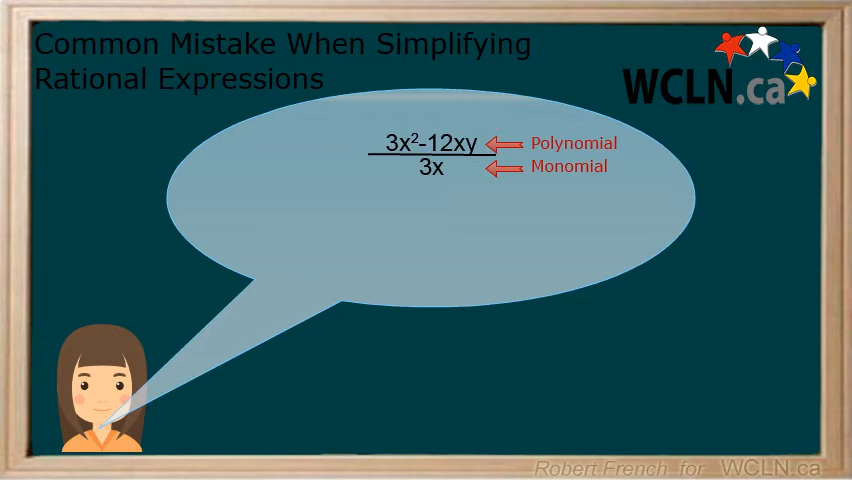 Common Mistake When Simplifying
Rational Expressions
WCLN.ca
3x²-12xy
Polynomial
3x
Monomial
Robert French for WCLN.ca